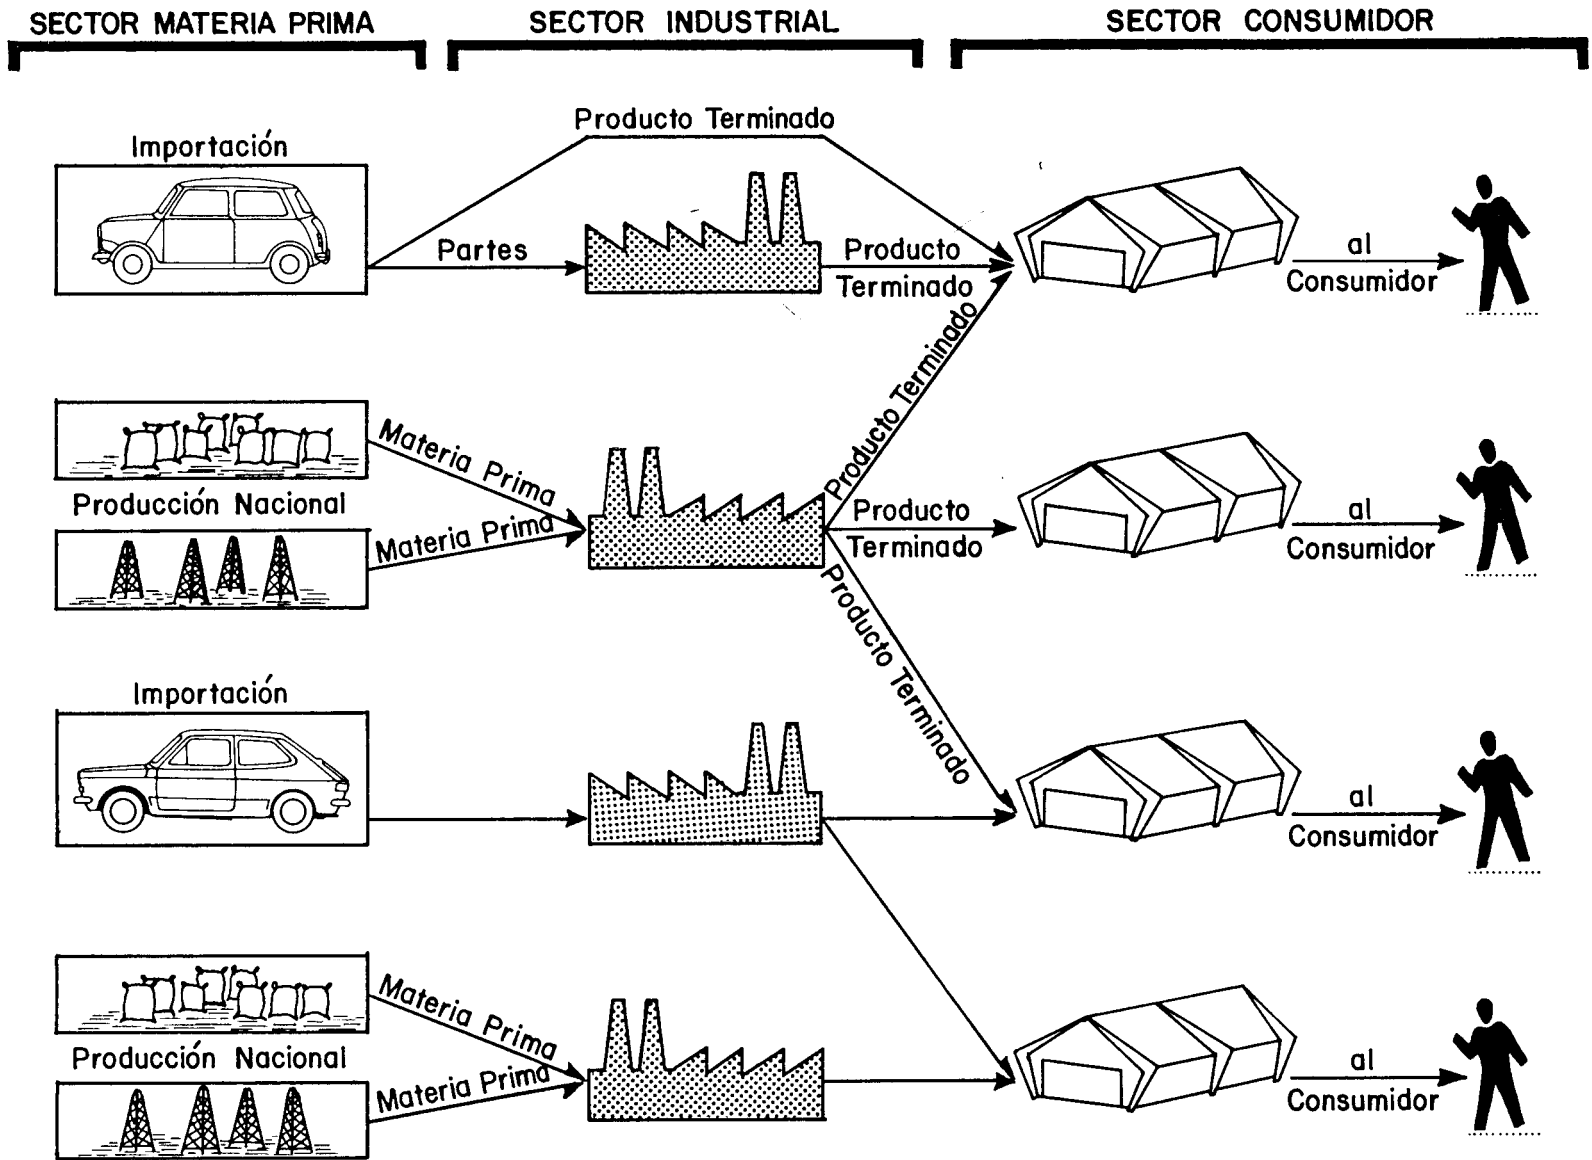 SECTOR MATERIA PRIMA
SECTOR INDUSTRIAL
SECTOR CONSUMIDOR
Producto Terminado
Importación
Partes
Producto
Terminado
al
Consumidor
Producto Terminado
Materia Prima
Producción Nacional
Materia Prima
Producto
Terminado
al
Consumidor
Producto Terminado
Importación
al
Consumidor
Materia Prima
Producción Nacional
Materia Prima
al
Consumidor